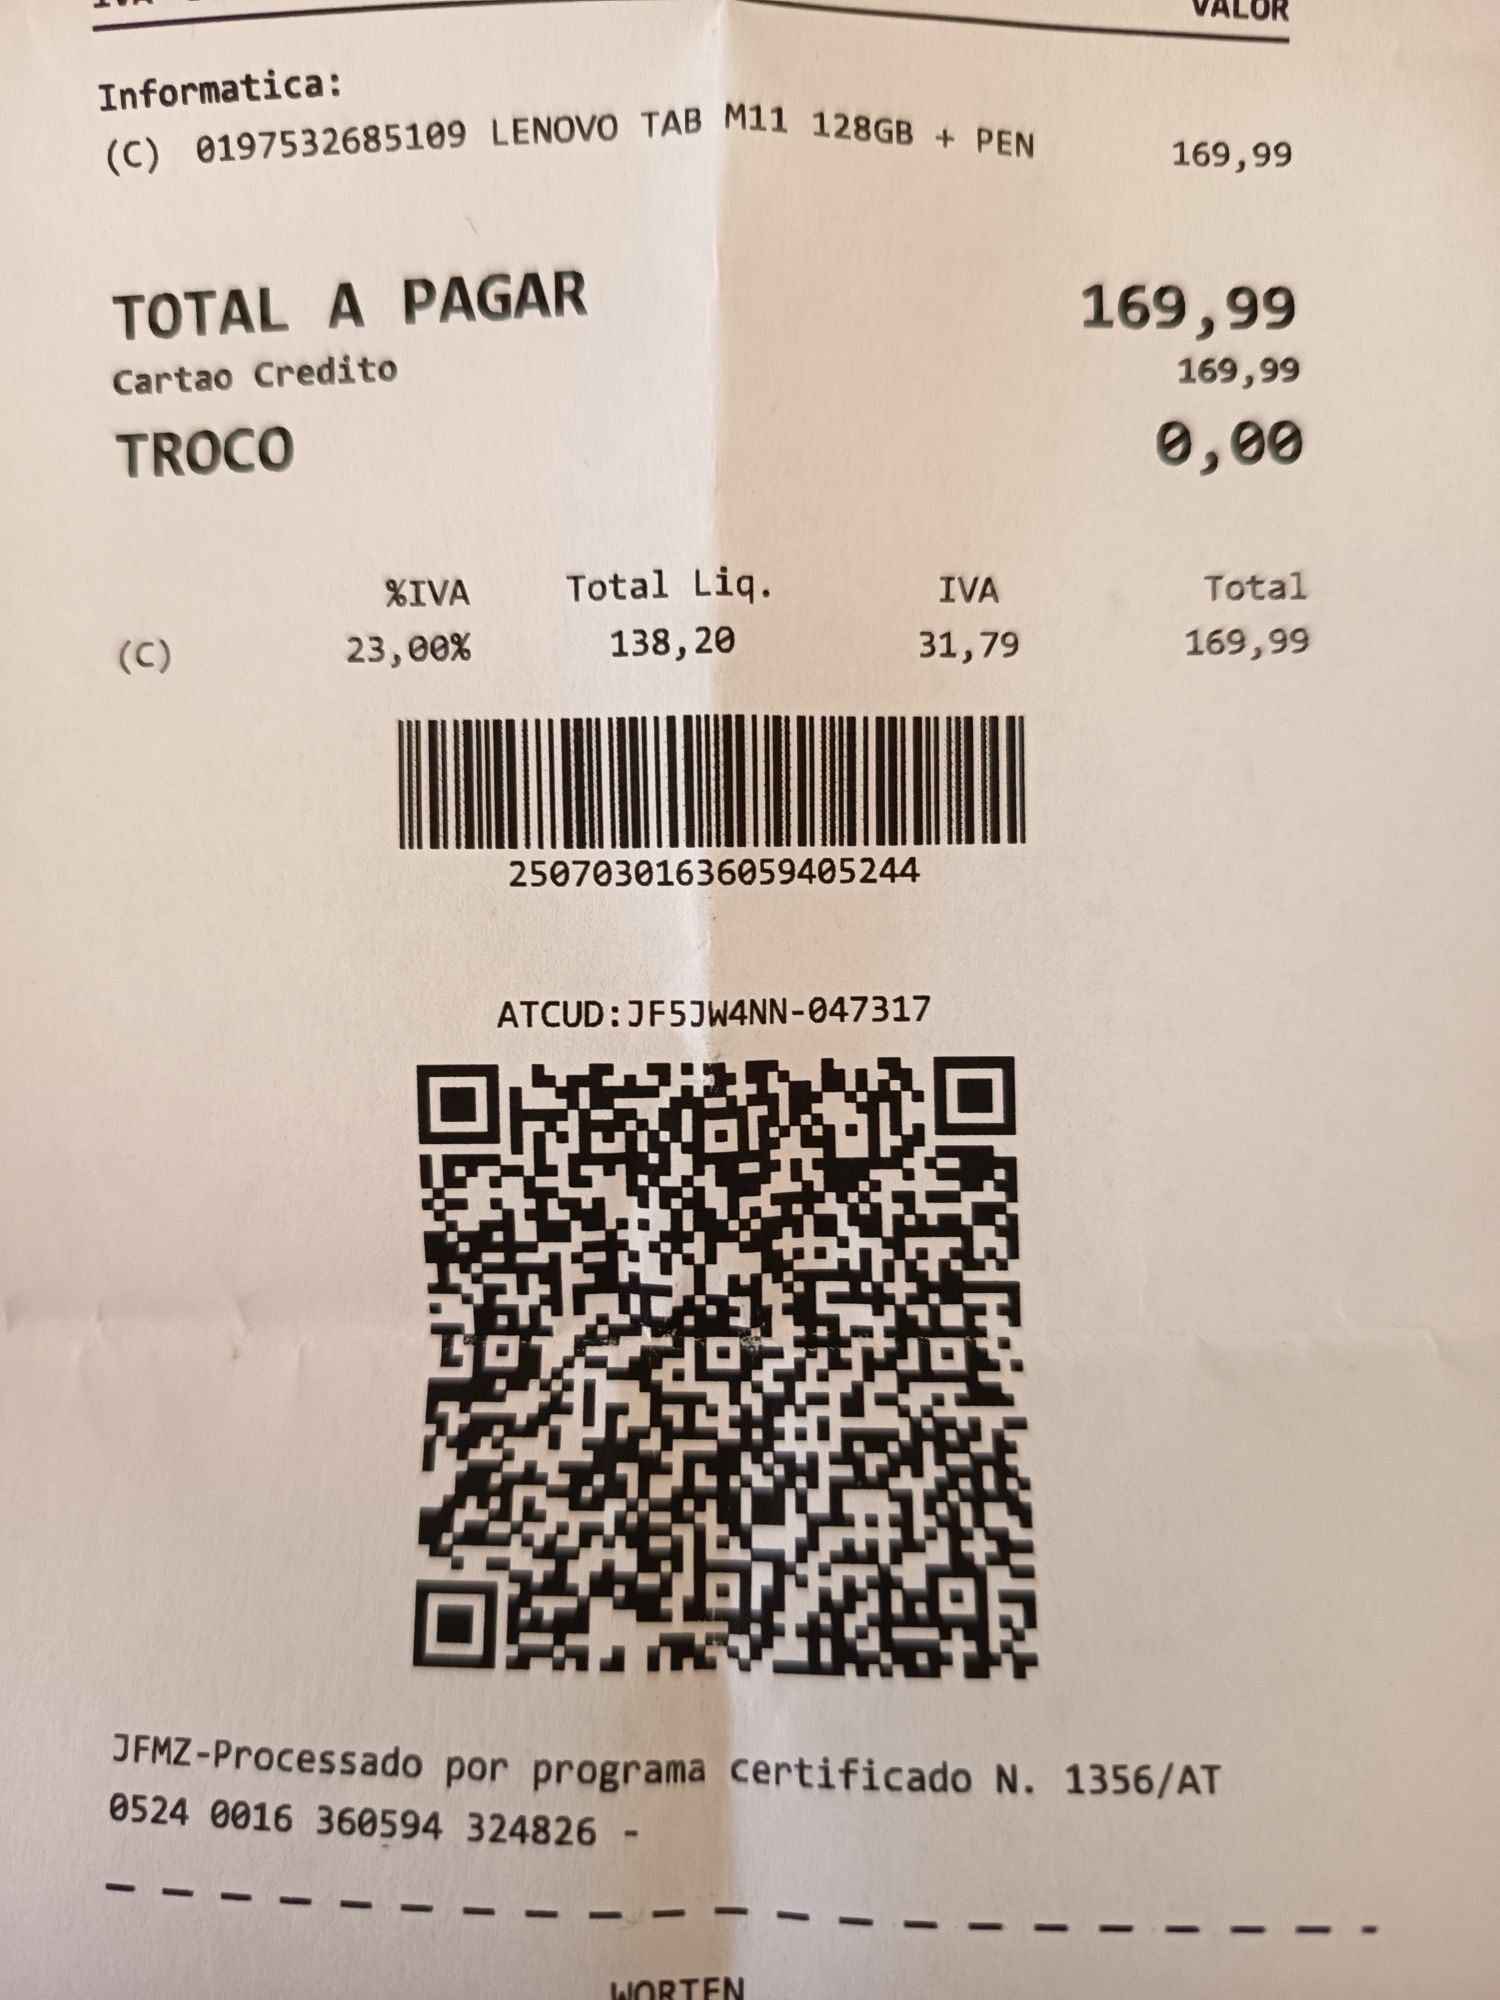 IVA
VALOR
Informatica:
(C) 0197532685109 LENOVO TAB M11 128GB + PEN 169,99
TOTAL A PAGAR 169,99
Cartao Credito 169,99
TROCO 0,00
%IVA Total Liq. IVA Total
(C) 23,00% 138,20 31,79 169,99
25070301636059405244
ATCUD:JF5JW4NN-047317
JFMZ-Processado por programa certificado N. 1356/AT
0524 0016 360594 324826 -
WORTEN